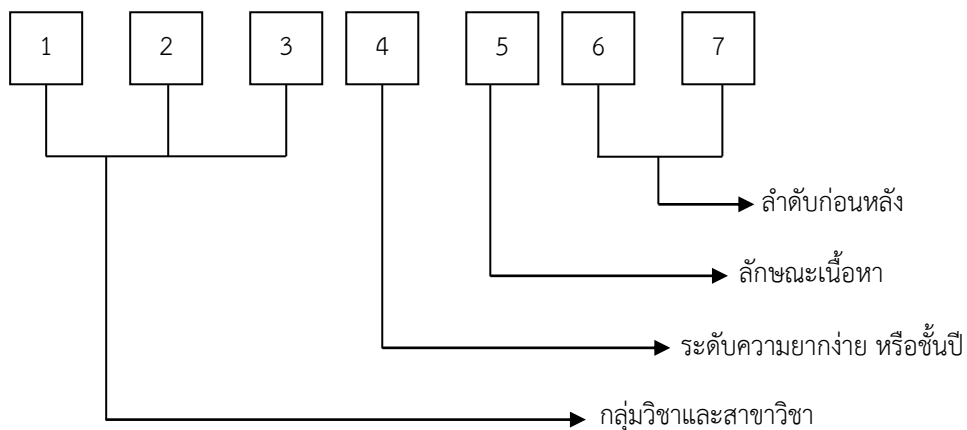 1 2 3 4 5 6 7
ลำดับก่อนหลัง
ลักษณะเนื้อหา
ระดับความยากง่าย หรือชั้นปี
กลุ่มวิชาและสาขาวิชา